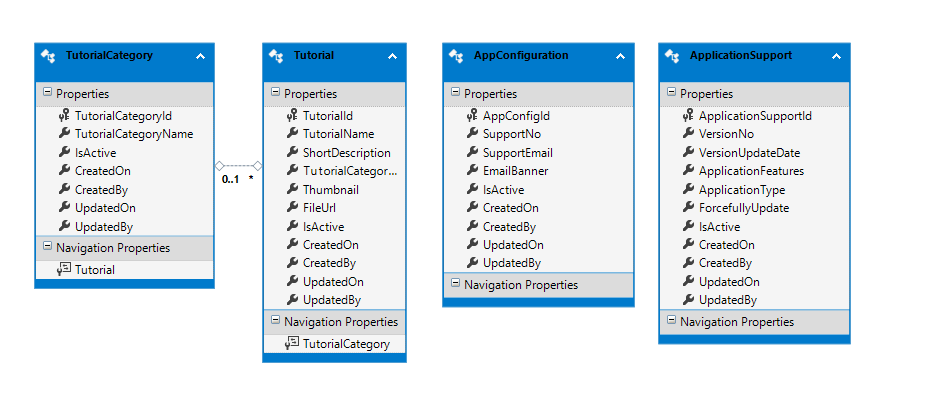 TutorialCategory
Properties
TutorialCategoryId
TutorialCategoryName
IsActive
CreatedOn
CreatedBy
UpdatedOn
UpdatedBy
Navigation Properties
Tutorial
0..1 *
Tutorial
Properties
TutorialId
TutorialName
ShortDescription
TutorialCategor...
Thumbnail
FileUrl
IsActive
CreatedOn
CreatedBy
UpdatedOn
UpdatedBy
Navigation Properties
TutorialCategory
AppConfiguration
Properties
AppConfigId
SupportNo
SupportEmail
EmailBanner
IsActive
CreatedOn
CreatedBy
UpdatedOn
UpdatedBy
Navigation Properties
ApplicationSupport
Properties
ApplicationSupportId
VersionNo
VersionUpdateDate
ApplicationFeatures
ApplicationType
ForcefullyUpdate
IsActive
CreatedOn
CreatedBy
UpdatedOn
UpdatedBy
Navigation Properties